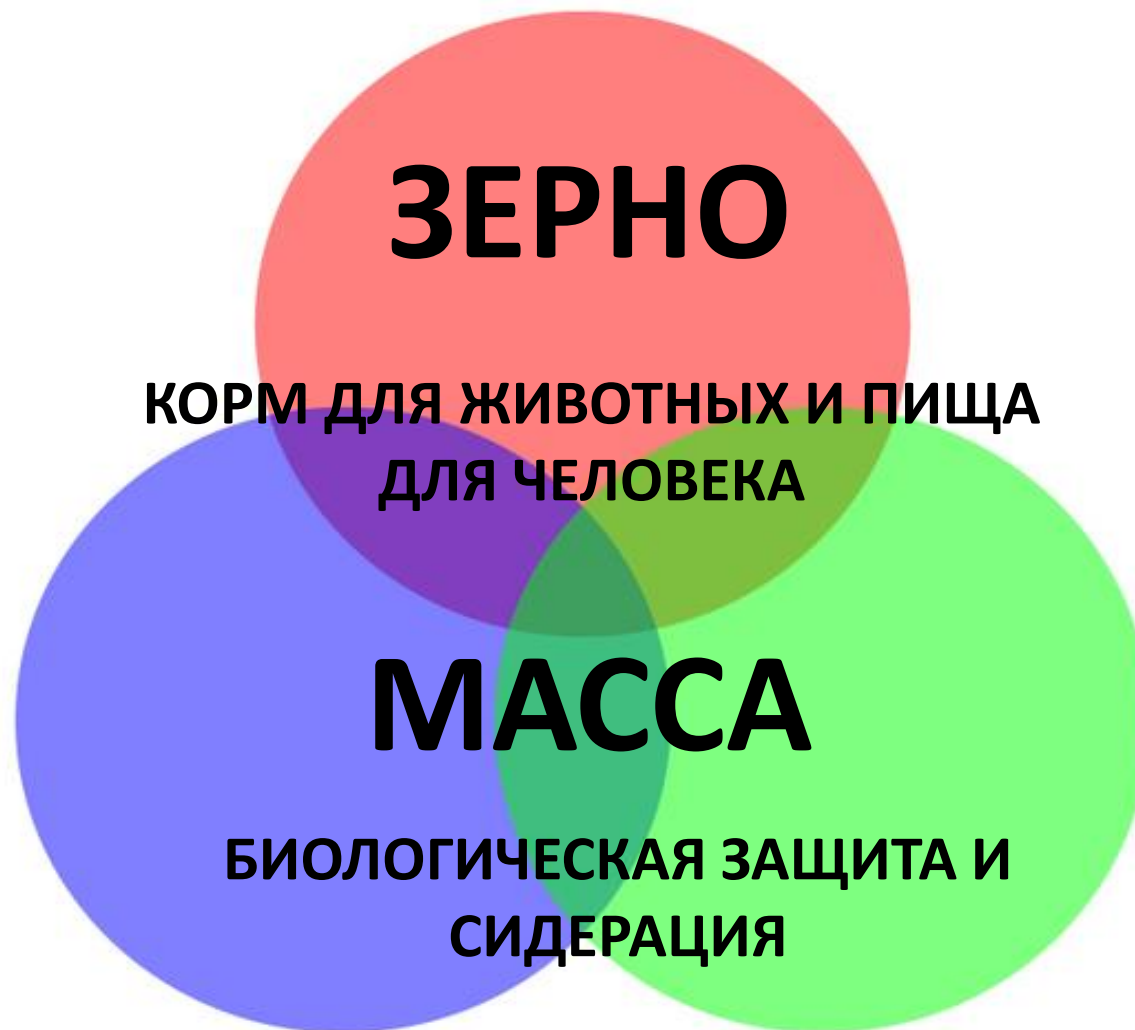 ЗЕРНО
КОРМ ДЛЯ ЖИВОТНЫХ И ПИЩА
ДЛЯ ЧЕЛОВЕКА
МАССА
БИОЛОГИЧЕСКАЯ ЗАЩИТА И
СИДЕРАЦИЯ